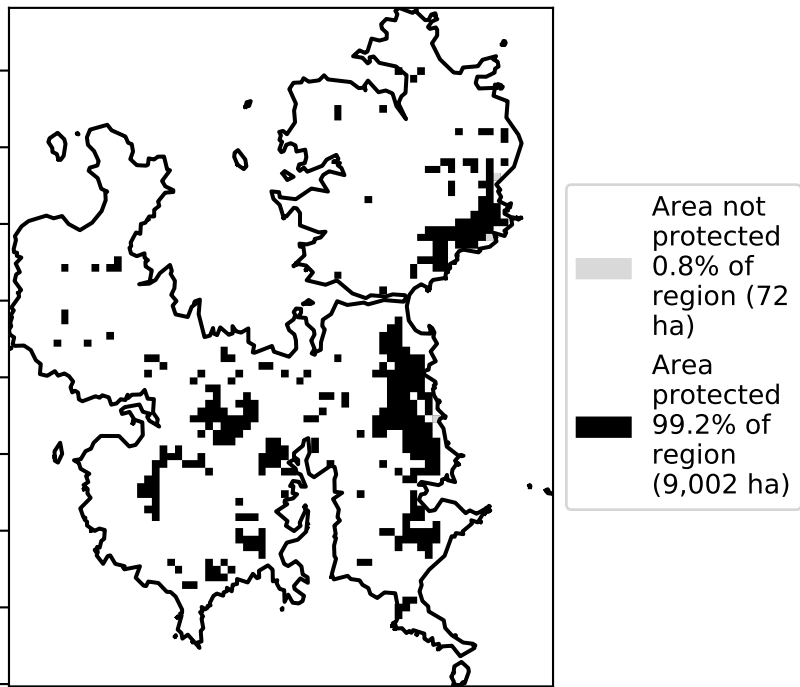 Area not
protected
0.8% of
region (72
ha)
Area
protected
99.2% of
region
(9,002 ha)